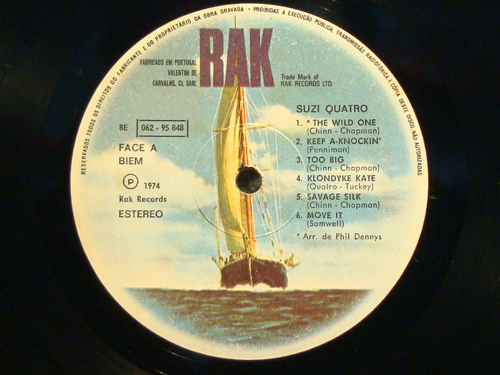 RESERVADOS TODOS OS DIREITOS DO FABRICANTE E DO PROPRIETÁRIO DA OBRA GRAVADA • PROIBIDAS A EXECUÇÃO PÚBLICA, TRANSMISSÃO RADIOFÓNICA E CÓPIA DESTE DISCO, NÃO AUTORIZADAS
FABRICADO EM PORTUGAL
VALENTIM DE
CARVALHO, CI, SARL
RAK
Trade Mark of
RAK RECORDS LTD.
SUZI QUATRO
8E 062 - 95 848
FACE A
BIEM
P 1974
Rak Records
ESTEREO
1. * THE WILD ONE
(Chinn - Chapman)
2. KEEP A-KNOCKIN'
(Penniman)
3. TOO BIG
(Chinn - Chapman)
4. KLONDYKE KATE
(Quatro - Tuckey)
5. SAVAGE SILK
(Chinn - Chapman)
6. MOVE IT
(Samwell)
* Arr. de Phil Dennys